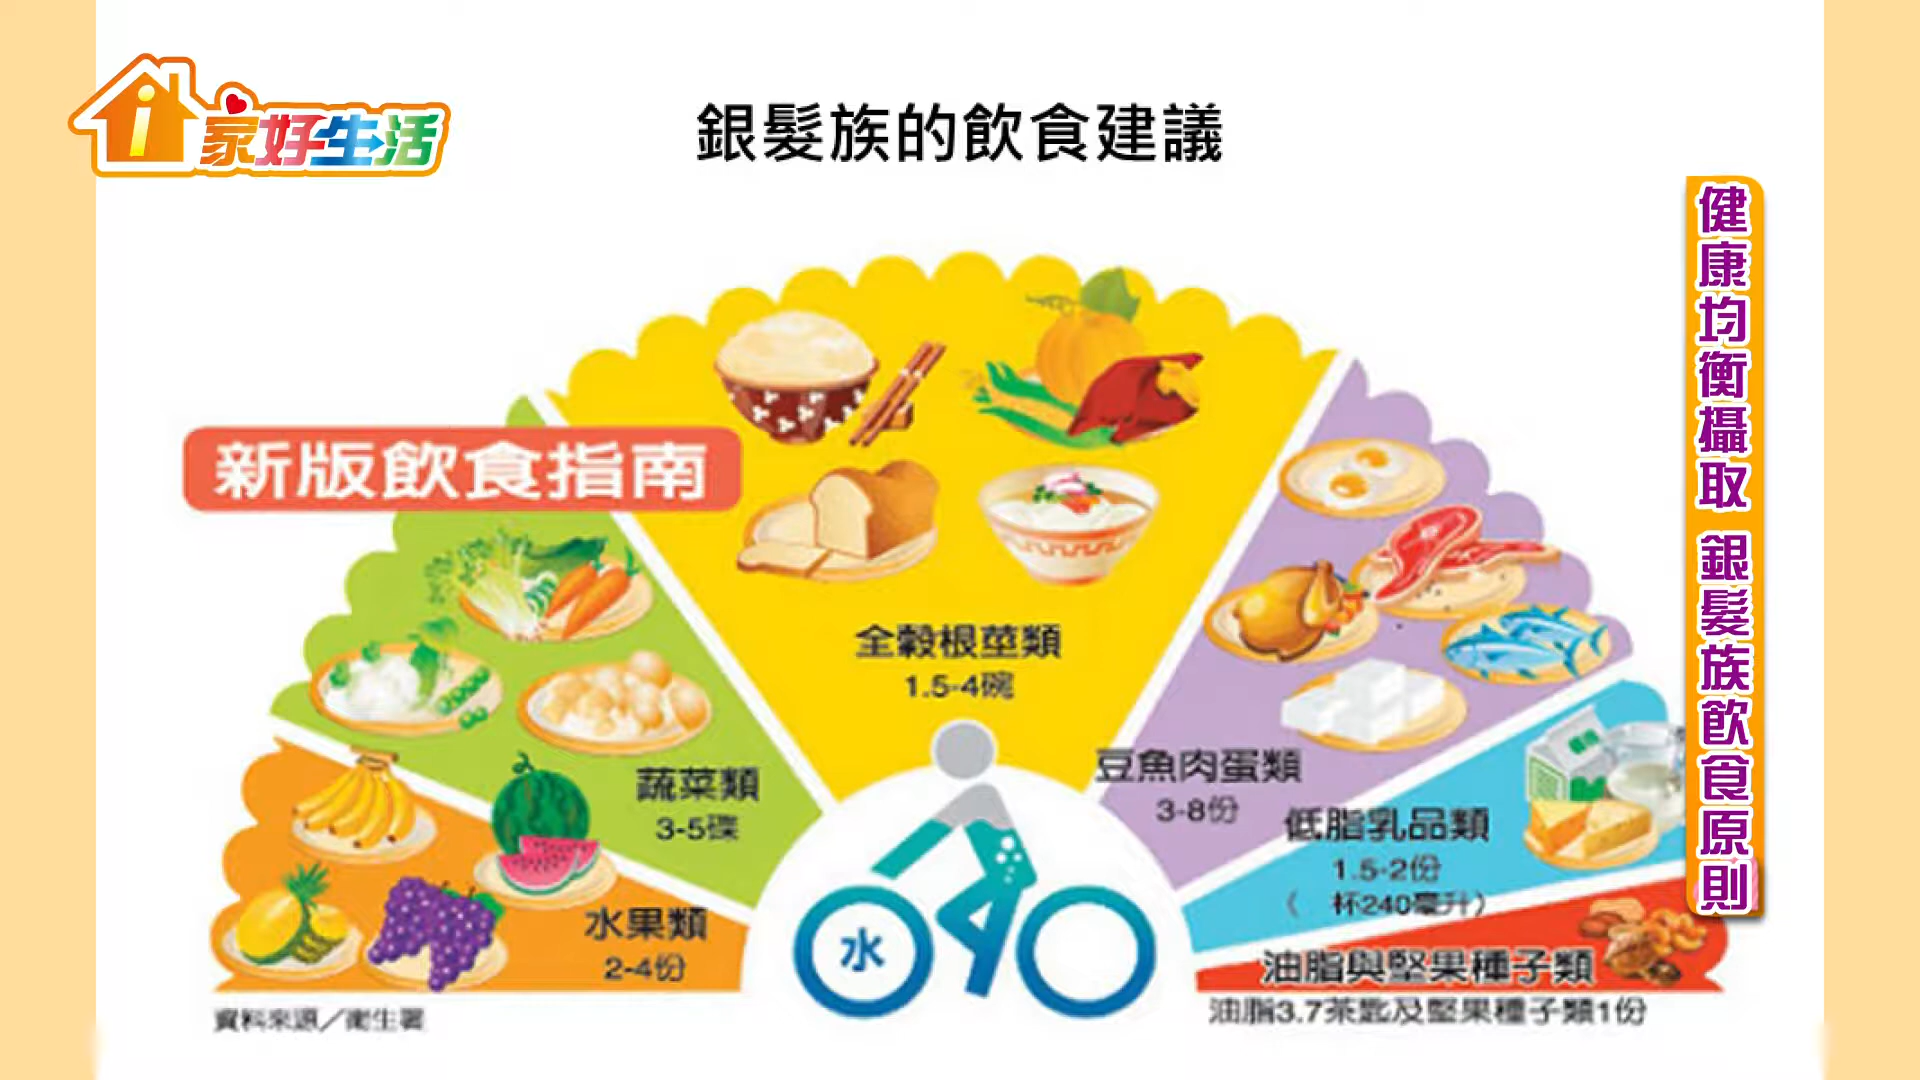 i家好生活
銀髮族的飲食建議
健康均衡攝取 銀髮族飲食原則
新版飲食指南
全穀根莖類
1.5-4碗
豆魚肉蛋類
3-8份
低脂乳品類
1.5-2份
( 杯240毫升)
蔬菜類
3-5碟
水果類
2-4份
水
油脂與堅果種子類
油脂3.7茶匙及堅果種子類1份
資料來源／衛生署